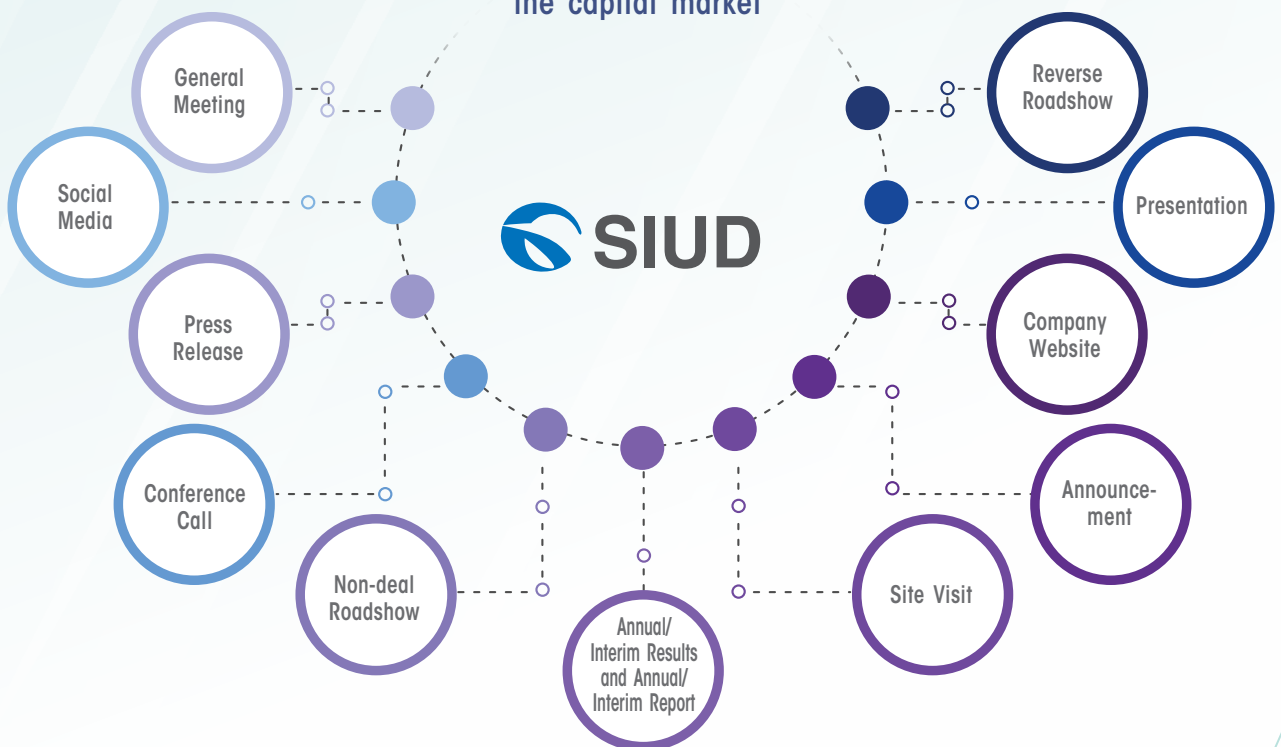 the capital market
General
Meeting
Reverse
Roadshow
Social
Media
Presentation
SIUD
Press
Release
Company
Website
Conference
Call
Announce-
ment
Non-deal
Roadshow
Site Visit
Annual/
Interim Results
and Annual/
Interim Report